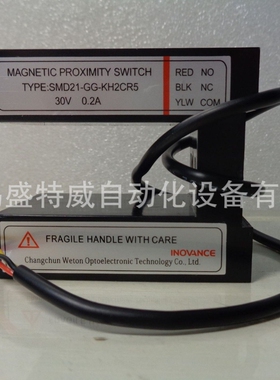 MAGNETIC PROXIMITY SWITCH
TYPE:SMD21-GG-KH2CR5
30V 0.2A
RED NO
BLK NC
YLW COM
盛特威自动化设备有
FRAGILE HANDLE WITH CARE
INOVANCE
Changchun Weton Optoelectronic Technology Co., Ltd.